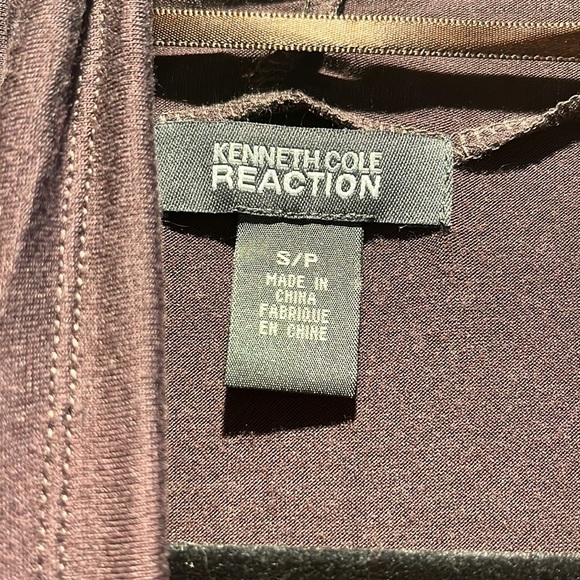 KENNETH COLE
REACTION
S/P
MADE IN
CHINA
FABRIQUE
EN CHINE